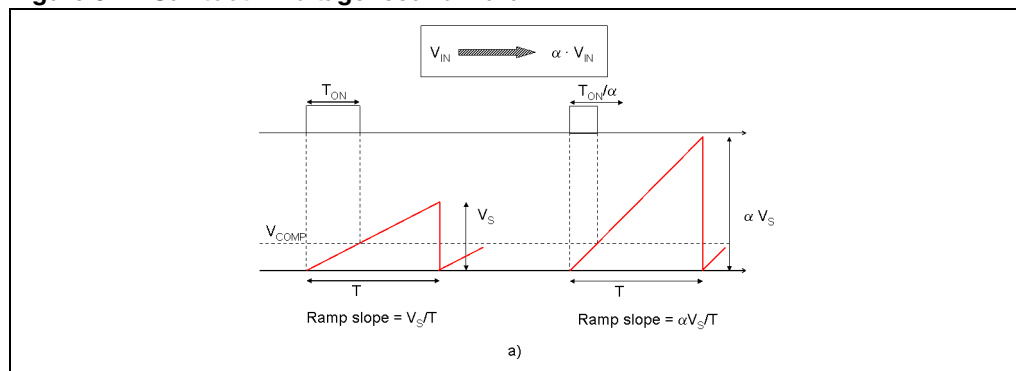 V_IN α · V_IN
T_ON T_ON/α
V_S α V_S
V_COMP
T T
Ramp slope = V_S/T Ramp slope = αV_S/T
a)